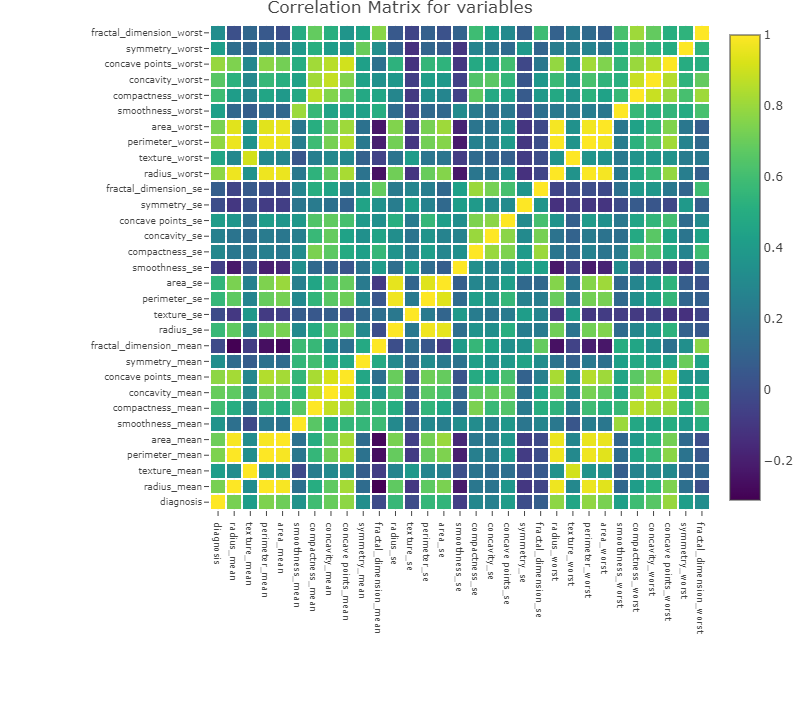 Correlation Matrix for variables
fractal_dimension_worst
symmetry_worst
concave points_worst
concavity_worst
compactness_worst
smoothness_worst
area_worst
perimeter_worst
texture_worst
radius_worst
fractal_dimension_se
symmetry_se
concave points_se
concavity_se
compactness_se
smoothness_se
area_se
perimeter_se
texture_se
radius_se
fractal_dimension_mean
symmetry_mean
concave points_mean
concavity_mean
compactness_mean
smoothness_mean
area_mean
perimeter_mean
texture_mean
radius_mean
diagnosis
diagnosis
radius_mean
texture_mean
perimeter_mean
area_mean
smoothness_mean
compactness_mean
concavity_mean
concave points_mean
symmetry_mean
fractal_dimension_mean
radius_se
texture_se
perimeter_se
area_se
smoothness_se
compactness_se
concavity_se
concave points_se
symmetry_se
fractal_dimension_se
radius_worst
texture_worst
perimeter_worst
area_worst
smoothness_worst
compactness_worst
concavity_worst
concave points_worst
symmetry_worst
fractal_dimension_worst
1
0.8
0.6
0.4
0.2
0
−0.2